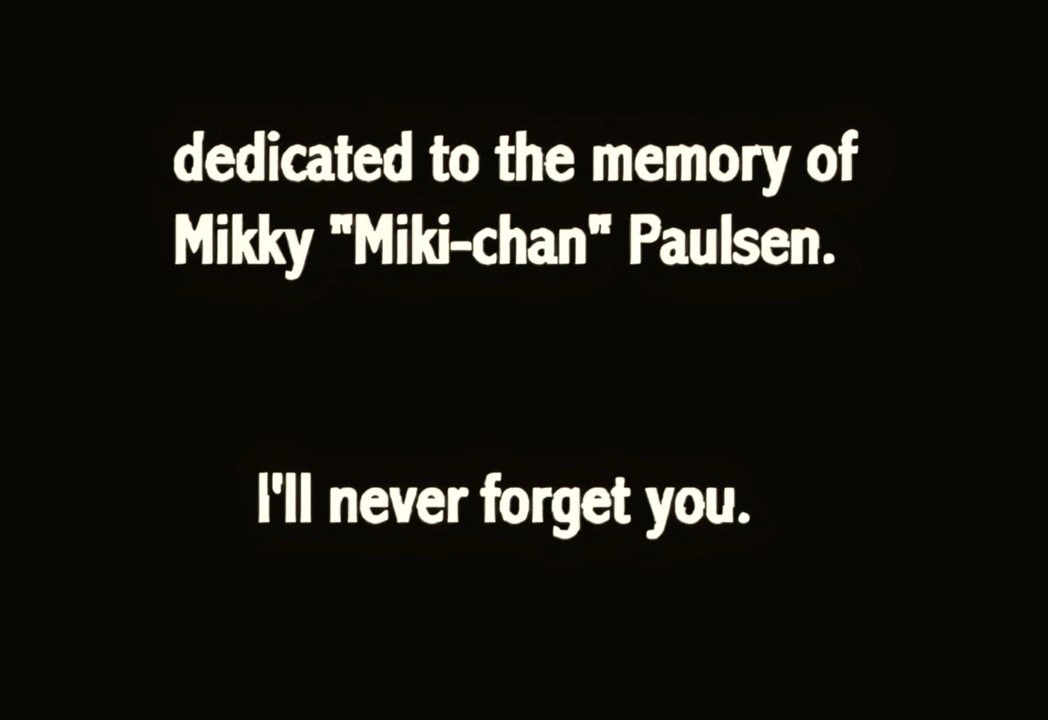 dedicated to the memory of
Mikky "Miki-chan" Paulsen.
I'll never forget you.